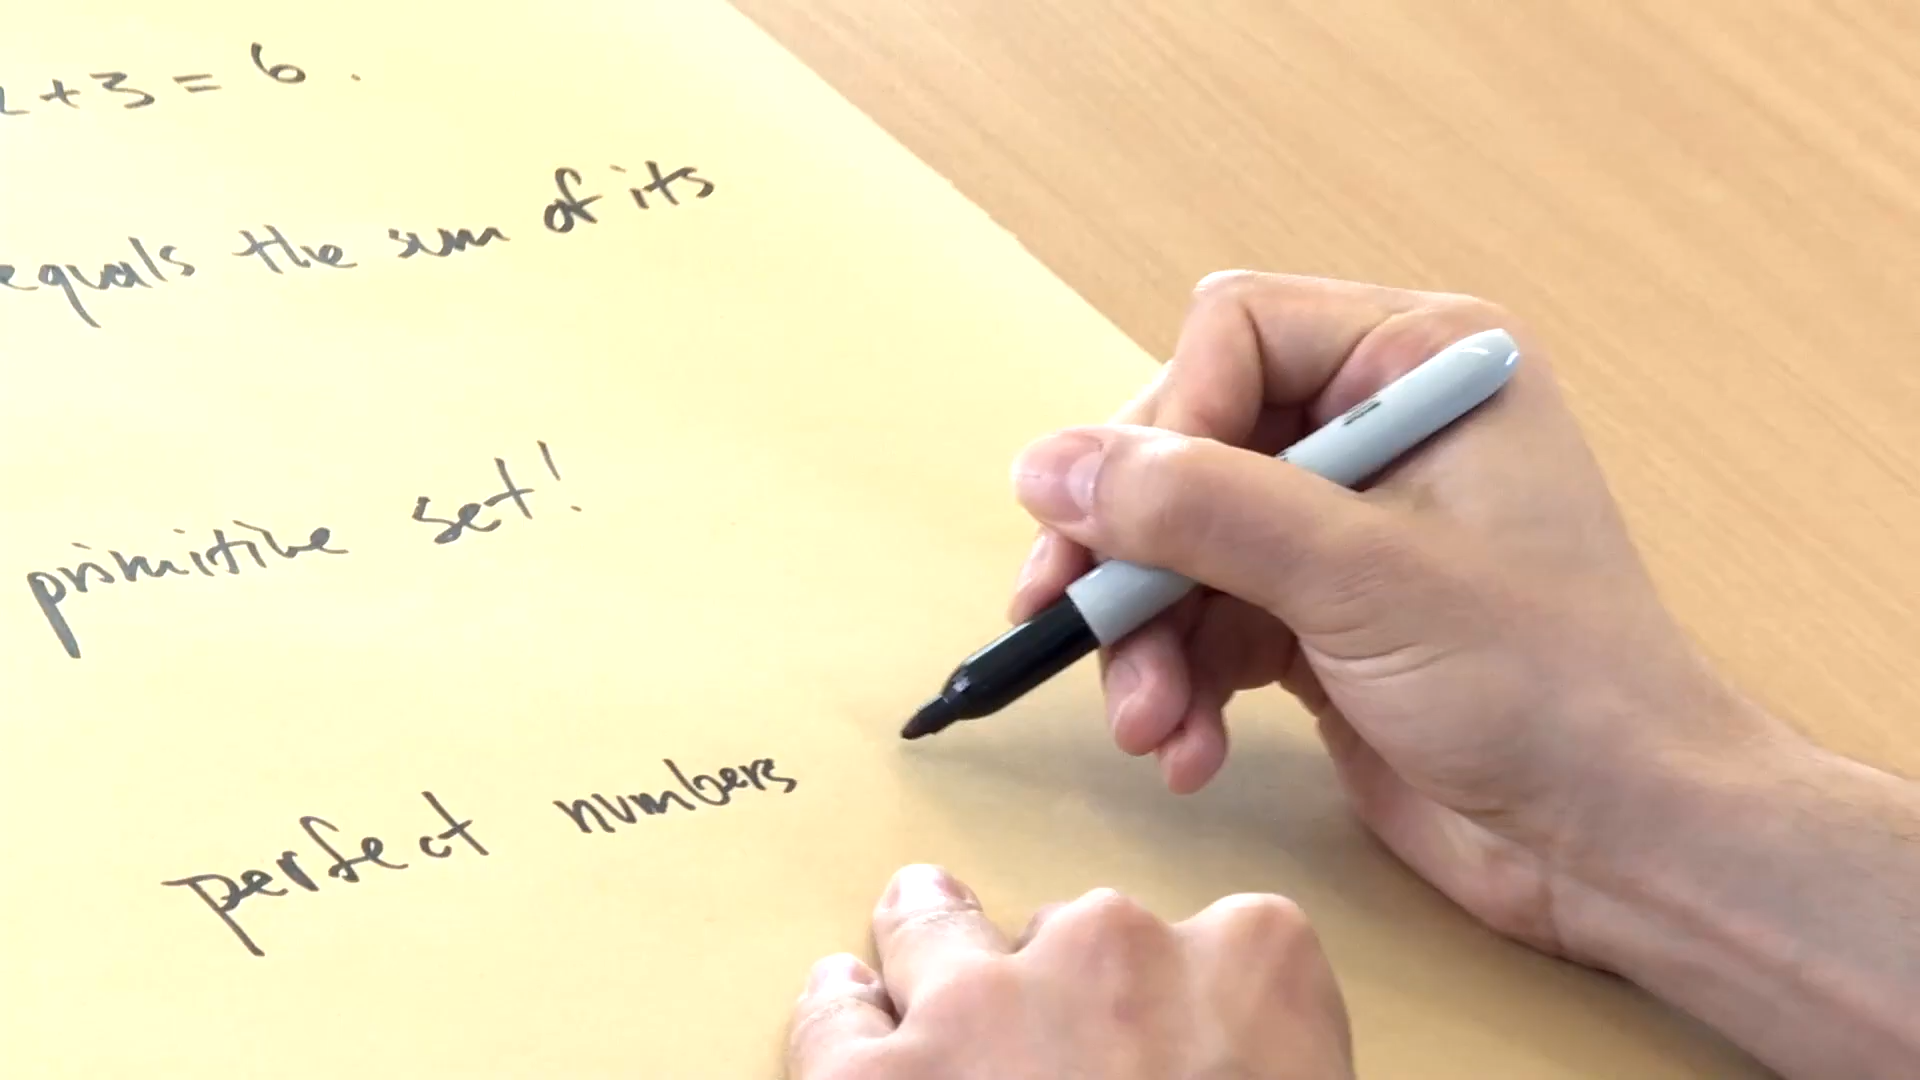 +3 = 6.
equals the sum of its
primitive set!
perfect numbers